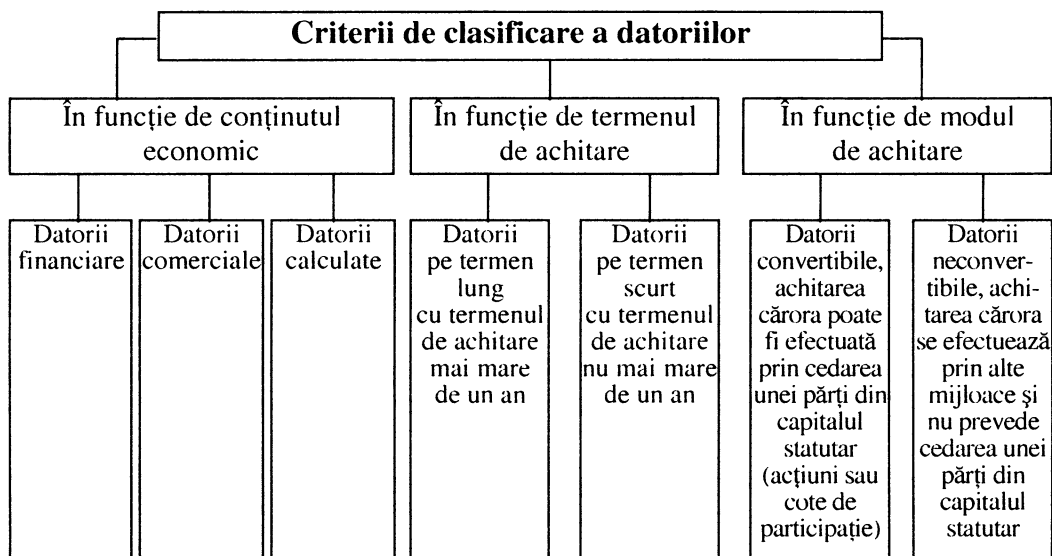 Criterii de clasificare a datoriilor
În funcție de conținutul
economic
În funcție de termenul
de achitare
În funcție de modul
de achitare
Datorii
financiare
Datorii
comerciale
Datorii
calculate
Datorii
pe termen
lung
cu termenul
de achitare
mai mare
de un an
Datorii
pe termen
scurt
cu termenul
de achitare
nu mai mare
de un an
Datorii
convertibile,
achitarea
cărora poate
fi efectuată
prin cedarea
unei părți din
capitalul
statutar
(acțiuni sau
cote de
participație)
Datorii
neconver-
tibile, achi-
tarea cărora
se efectuează
prin alte
mijloace şi
nu prevede
cedarea unei
părți din
capitalul
statutar